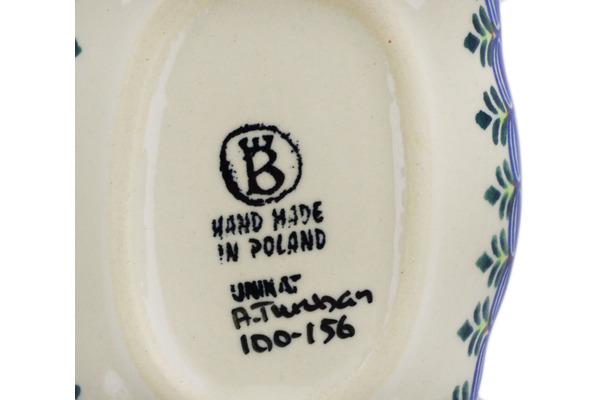 B
HAND MADE
IN POLAND
UNIKAT
100-156